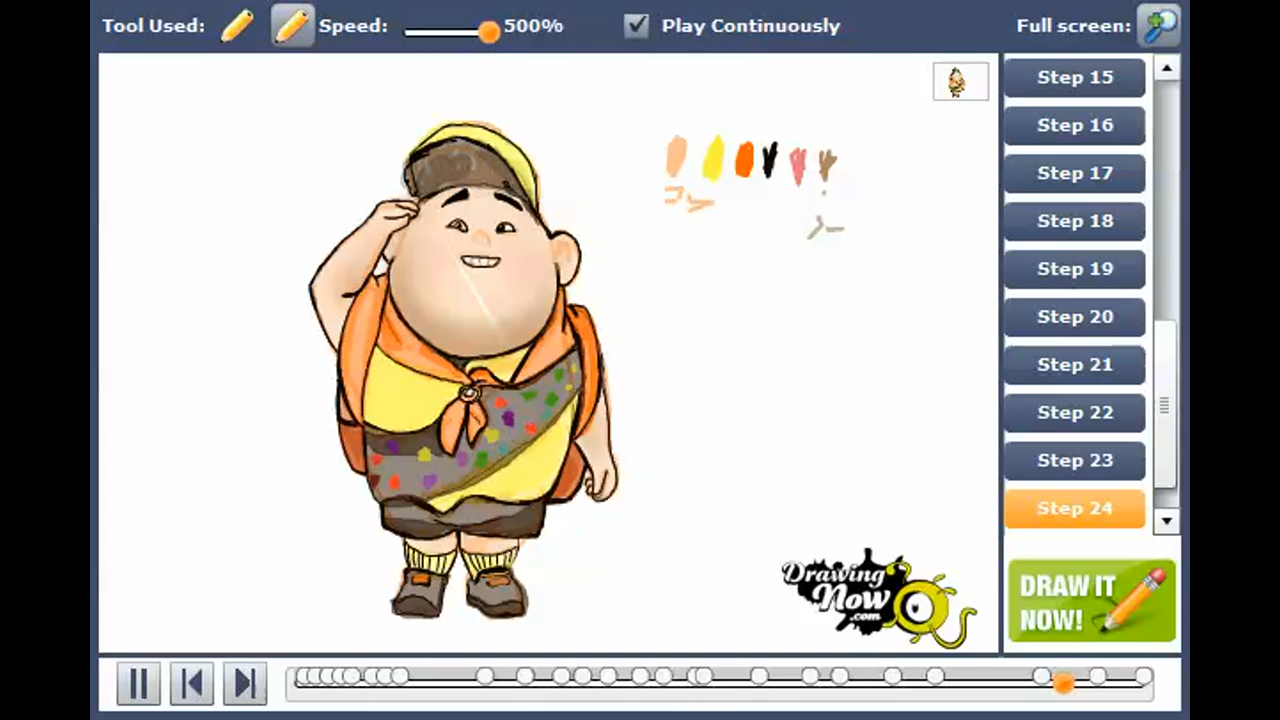 Tool Used:
Speed:
500%
Play Continuously
Full screen:
Step 15
Step 16
Step 17
Step 18
Step 19
Step 20
Step 21
Step 22
Step 23
Step 24
Drawing
Now
.com
DRAW IT
NOW!